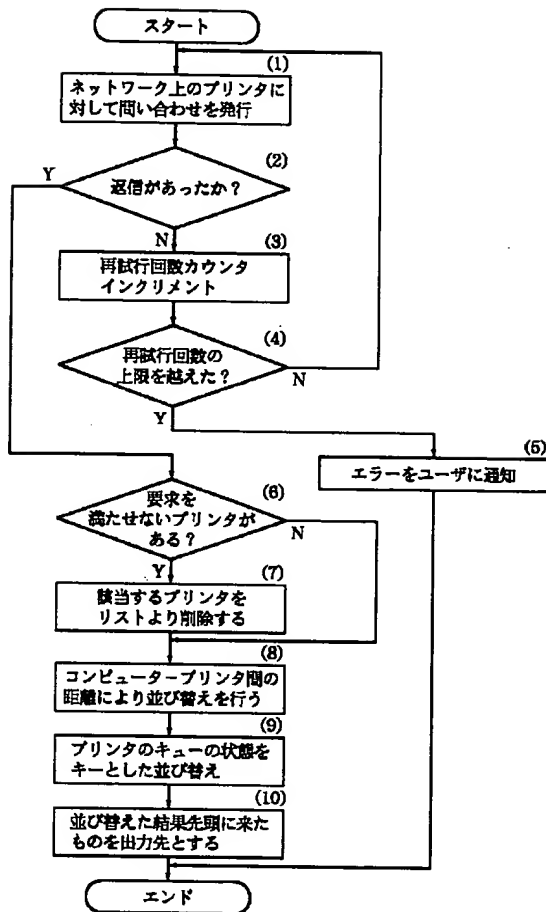 スタート
(1)
ネットワーク上のプリンタに
対して問い合わせを発行
(2)
Y
返信があったか？
N
(3)
再試行回数カウンタ
インクリメント
(4)
再試行回数の
上限を越えた？
N
Y
(5)
エラーをユーザに通知
(6)
要求を
満たせないプリンタが
ある？
N
Y
(7)
該当するプリンタを
リストより削除する
(8)
コンピュータープリンタ間の
距離により並び替えを行う
(9)
プリンタのキューの状態を
キーとした並び替え
(10)
並び替えた結果先頭に来た
ものを出力先とする
エンド